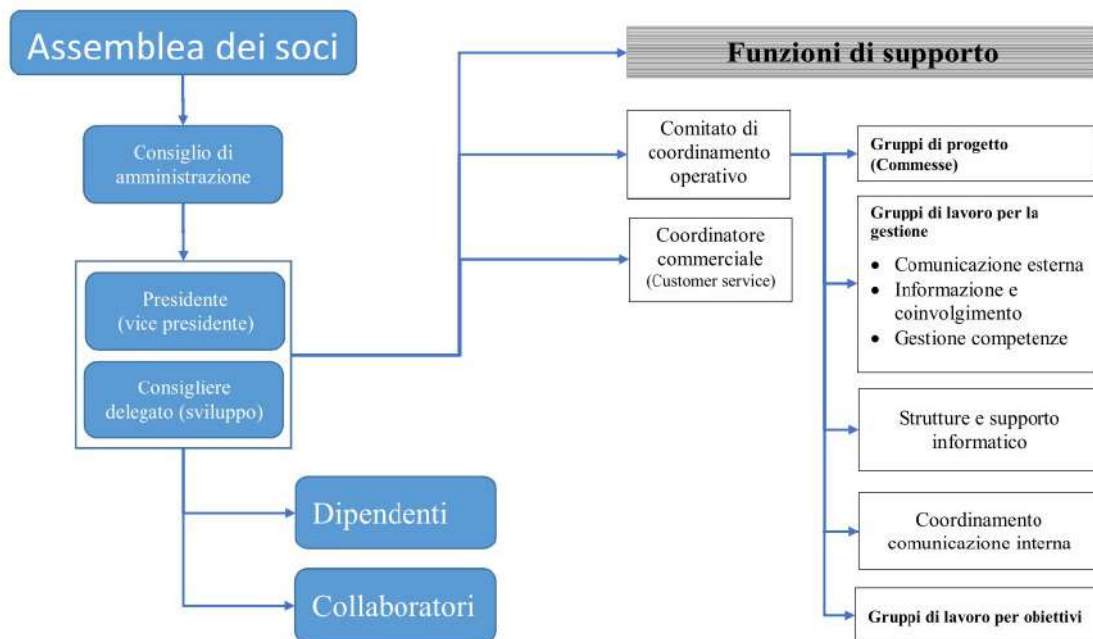 Assemblea dei soci
Consiglio di
amministrazione
Presidente
(vice presidente)
Consigliere
delegato (sviluppo)
Dipendenti
Collaboratori
Funzioni di supporto
Comitato di
coordinamento
operativo
Coordinatore
commerciale
(Customer service)
Gruppi di progetto
(Commesse)
Gruppi di lavoro per la
gestione
• Comunicazione esterna
• Informazione e
coinvolgimento
• Gestione competenze
Strutture e supporto
informatico
Coordinamento
comunicazione interna
Gruppi di lavoro per obiettivi